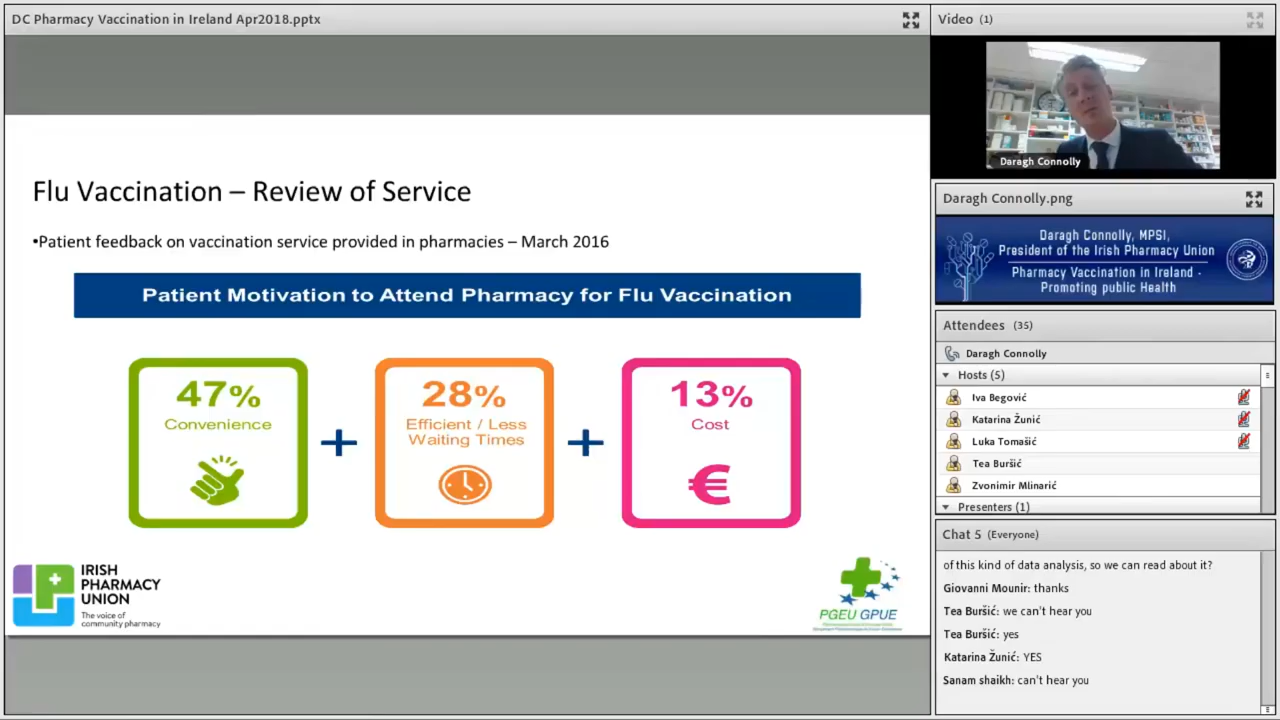 DC Pharmacy Vaccination in Ireland Apr2018.pptx
Flu Vaccination – Review of Service
•Patient feedback on vaccination service provided in pharmacies – March 2016
Patient Motivation to Attend Pharmacy for Flu Vaccination
47%
Convenience
28%
Efficient / Less
Waiting Times
13%
Cost
€
IRISH
PHARMACY
UNION
The voice of
community pharmacy
PGEU GPUE
Video (1)
Daragh Connolly
Daragh Connolly.png
Daragh Connolly, MPSI,
President of the Irish Pharmacy Union
Pharmacy Vaccination in Ireland -
Promoting public Health
Attendees (35)
Daragh Connolly
Hosts (5)
Iva Begović
Katarina Žunić
Luka Tomašić
Tea Buršić
Zvonimir Mlinarić
Presenters (1)
Chat 5 (Everyone)
of this kind of data analysis, so we can read about it?
Giovanni Mounir: thanks
Tea Buršić: we can't hear you
Tea Buršić: yes
Katarina Žunić: YES
Sanam shaikh: can't hear you